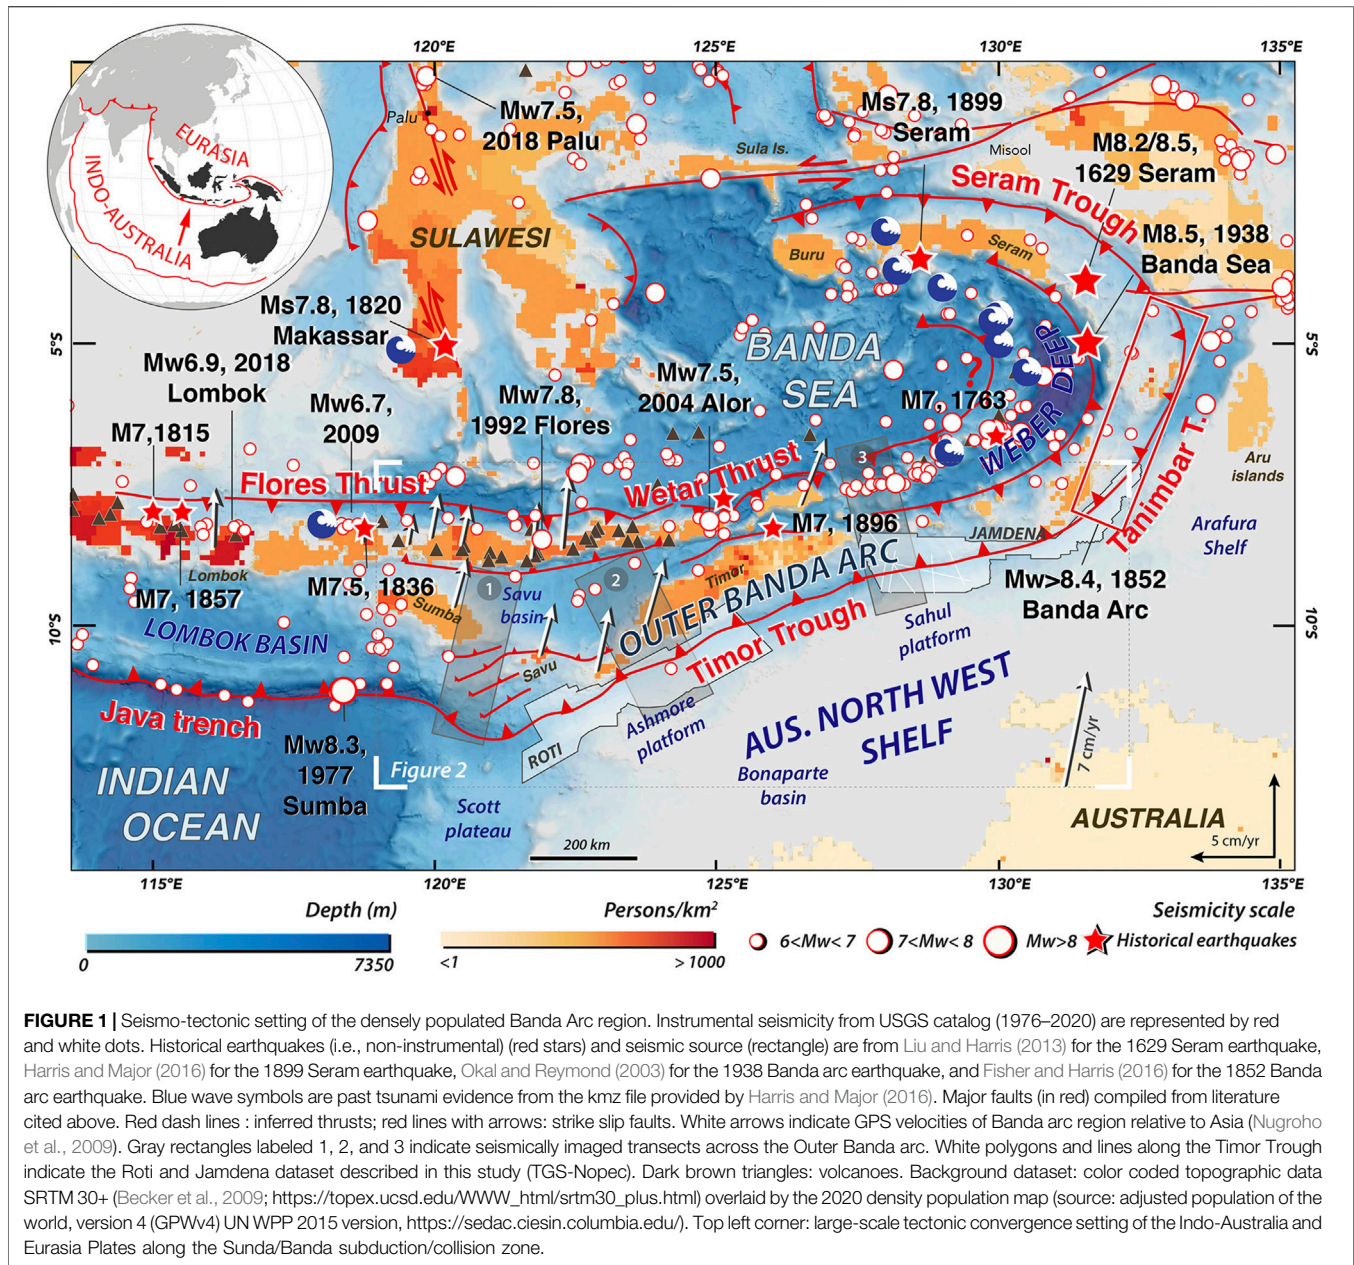 120°E
125°E
130°E
135°E
EURASIA
INDO-AUSTRALIA
Palu
Mw7.5,
2018 Palu
Sula Is.
Ms7.8, 1899
Seram
Misool
M8.2/8.5,
1629 Seram
Seram Trough
M8.5, 1938
Banda Sea
SULAWESI
Buru
Seram
Ms7.8, 1820
Makassar
5°S
5°S
BANDA
SEA
WEBER DEEP
?
Mw6.9, 2018
Lombok
Mw6.7,
2009
Mw7.8,
1992 Flores
Mw7.5,
2004 Alor
M7, 1763
M7,1815
Flores Thrust
Wetar Thrust
3
Tanimbar T.
Aru
islands
Arafura
Shelf
M7, 1896
JAMDENA
Lombok
M7, 1857
M7.5, 1836
Sumba
1
Savu
basin
2
Timor
OUTER BANDA ARC
Mw>8.4, 1852
Banda Arc
10°S
10°S
LOMBOK BASIN
Savu
Timor Trough
Sahul
platform
Java trench
ROTI
Ashmore
platform
AUS. NORTH WEST
SHELF
7 cm/yr
Mw8.3,
1977
Sumba
Figure 2
Bonaparte
basin
INDIAN
OCEAN
Scott
plateau
AUSTRALIA
200 km
5 cm/yr
115°E
120°E
125°E
130°E
135°E
Depth (m)
0
7350
Persons/km²
<1
> 1000
Seismicity scale
6<Mw< 7
7<Mw< 8
Mw>8
Historical earthquakes
FIGURE 1 | Seismo-tectonic setting of the densely populated Banda Arc region. Instrumental seismicity from USGS catalog (1976–2020) are represented by red
and white dots. Historical earthquakes (i.e., non-instrumental) (red stars) and seismic source (rectangle) are from Liu and Harris (2013) for the 1629 Seram earthquake,
Harris and Major (2016) for the 1899 Seram earthquake, Okal and Reymond (2003) for the 1938 Banda arc earthquake, and Fisher and Harris (2016) for the 1852 Banda
arc earthquake. Blue wave symbols are past tsunami evidence from the kmz file provided by Harris and Major (2016). Major faults (in red) compiled from literature
cited above. Red dash lines : inferred thrusts; red lines with arrows: strike slip faults. White arrows indicate GPS velocities of Banda arc region relative to Asia (Nugroho
et al., 2009). Gray rectangles labeled 1, 2, and 3 indicate seismically imaged transects across the Outer Banda arc. White polygons and lines along the Timor Trough
indicate the Roti and Jamdena dataset described in this study (TGS-Nopec). Dark brown triangles: volcanoes. Background dataset: color coded topographic data
SRTM 30+ (Becker et al., 2009; https://topex.ucsd.edu/WWW_html/srtm30_plus.html) overlaid by the 2020 density population map (source: adjusted population of the
world, version 4 (GPWv4) UN WPP 2015 version, https://sedac.ciesin.columbia.edu/). Top left corner: large-scale tectonic convergence setting of the Indo-Australia and
Eurasia Plates along the Sunda/Banda subduction/collision zone.